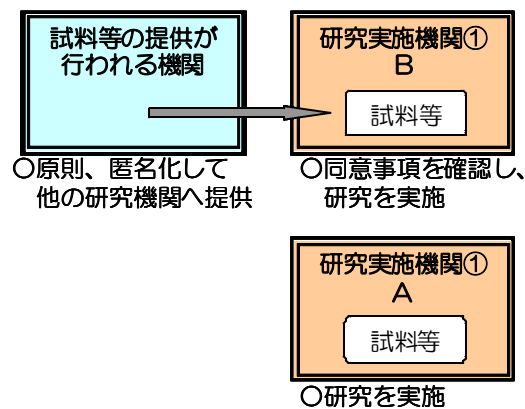 試料等の提供が
行われる機関
○原則、匿名化して
他の研究機関へ提供
研究実施機関①
B
試料等
○同意事項を確認し、
研究を実施
研究実施機関①
A
試料等
○研究を実施